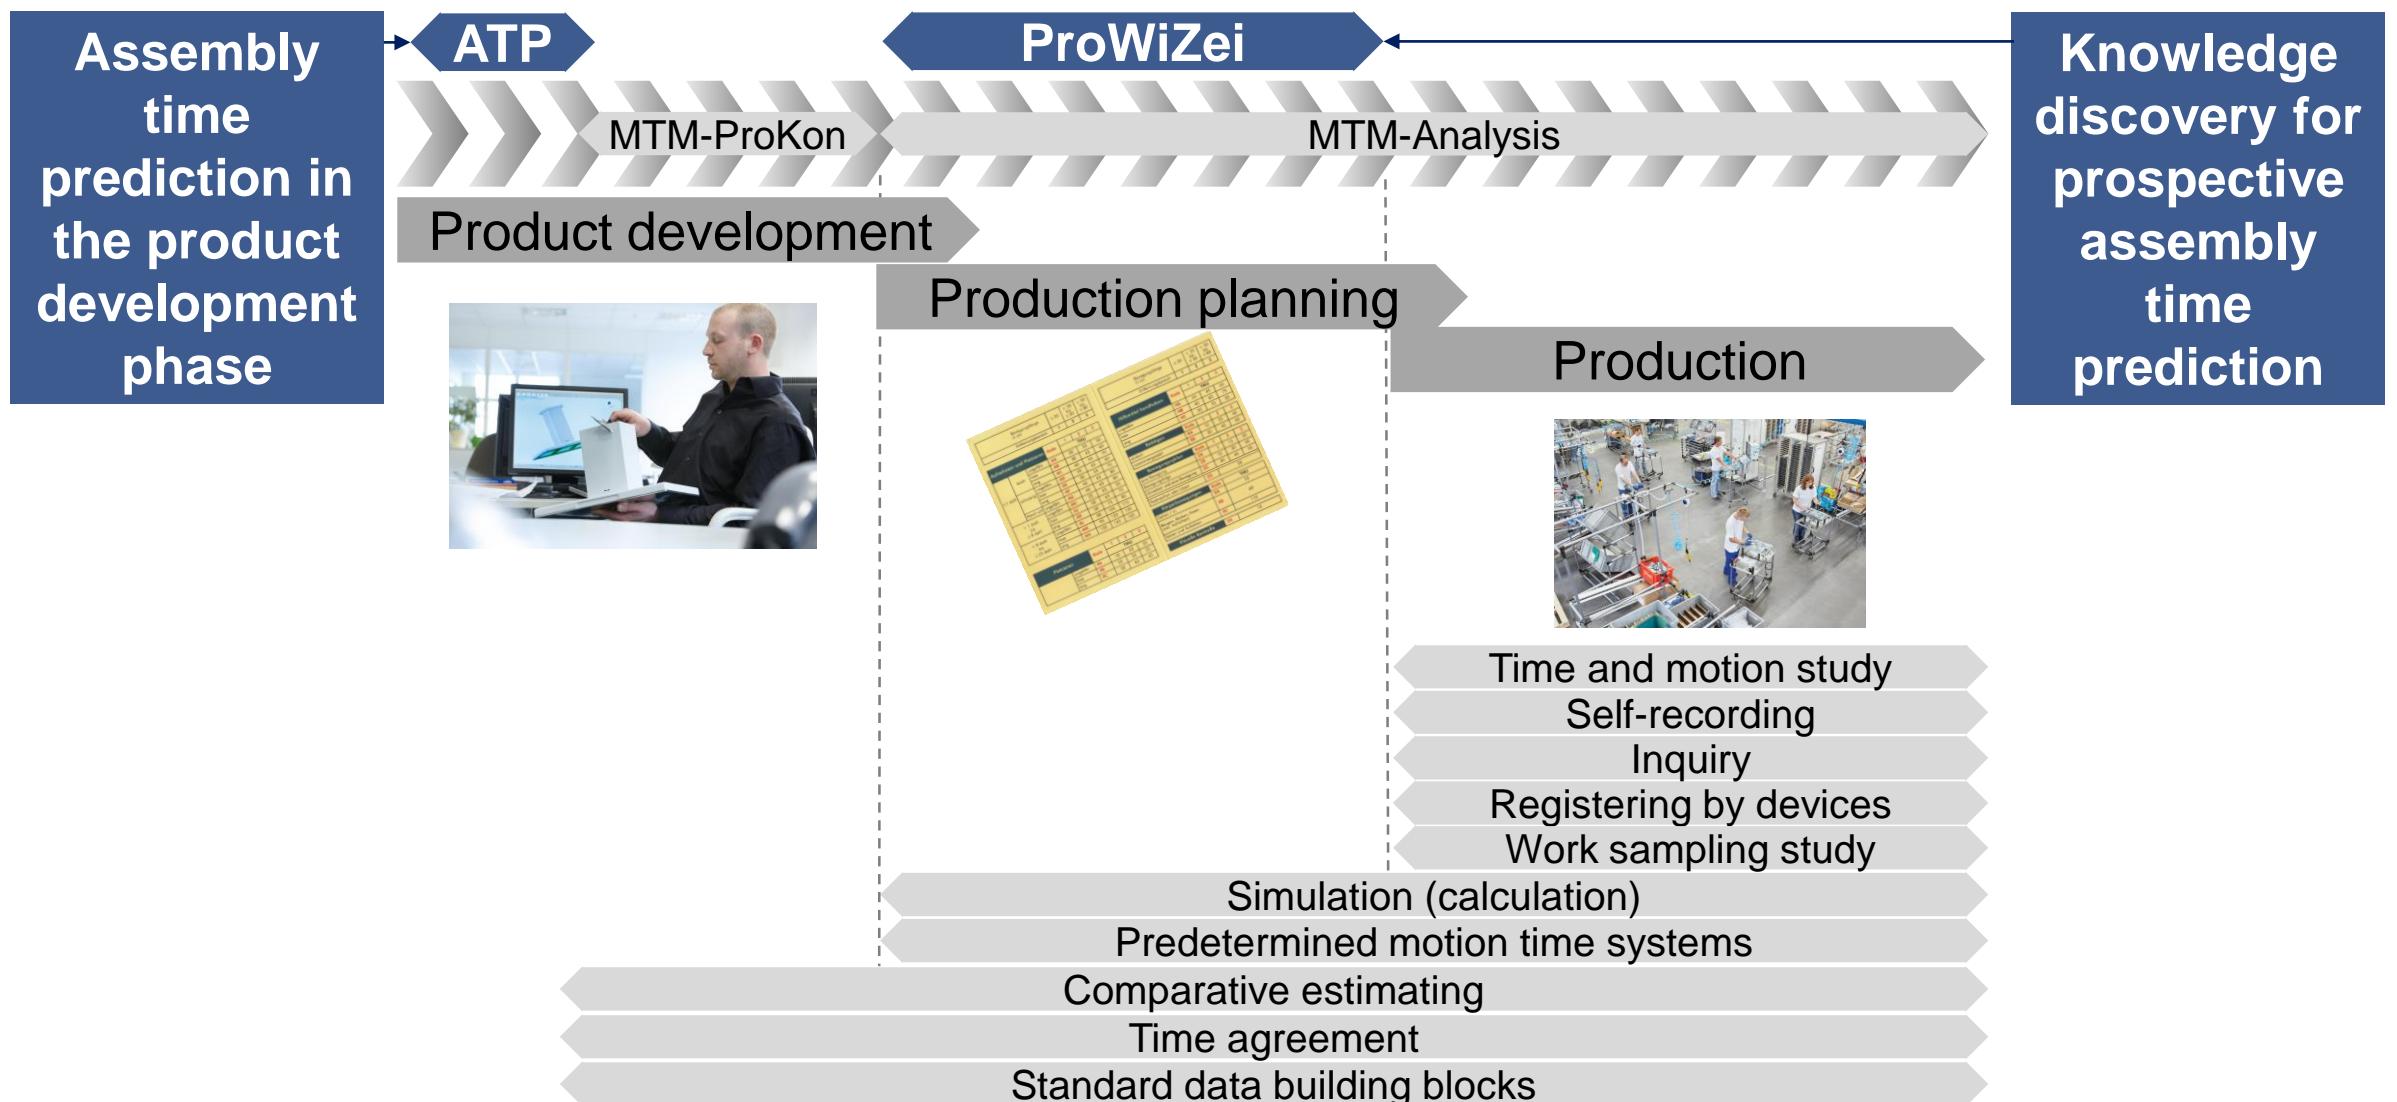 Assembly
time
prediction in
the product
development
phase
ATP
ProWiZei
Knowledge
discovery for
prospective
assembly
time
prediction
MTM-ProKon
MTM-Analysis
Product development
Production planning
Production
Time and motion study
Self-recording
Inquiry
Registering by devices
Work sampling study
Simulation (calculation)
Predetermined motion time systems
Comparative estimating
Time agreement
Standard data building blocks